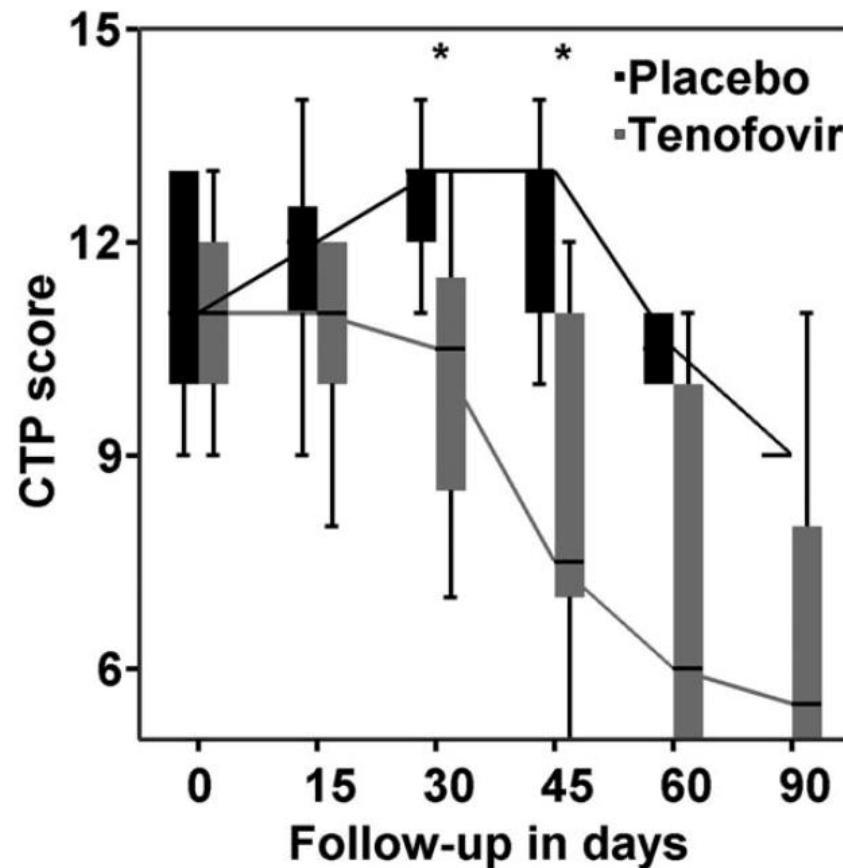 15
* *
Placebo
Tenofovir
12
CTP score
9
6
0 15 30 45 60 90
Follow-up in days